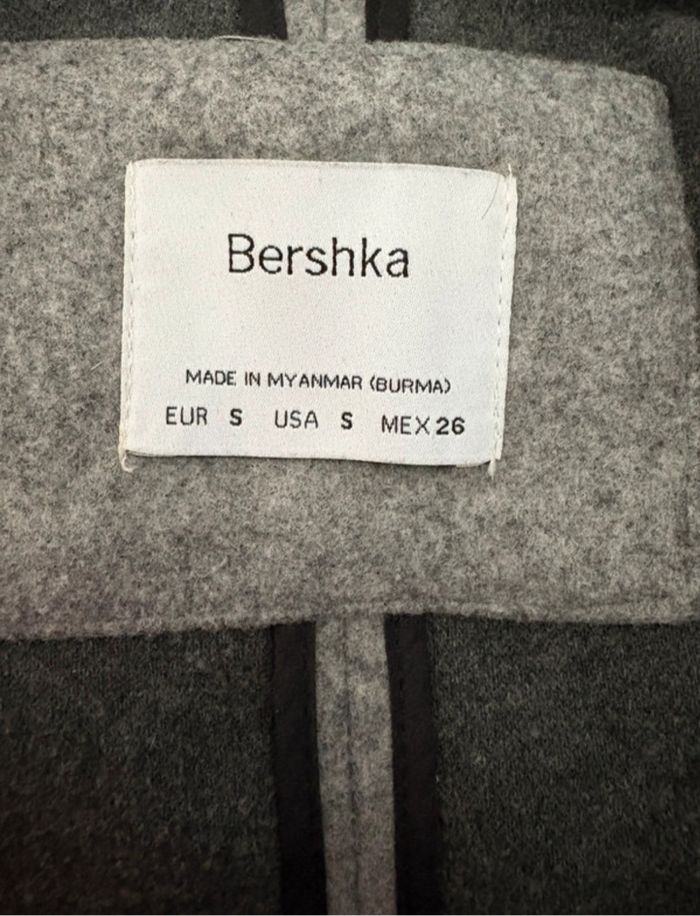 Bershka
MADE IN MYANMAR (BURMA)
EUR S USA S MEX 26